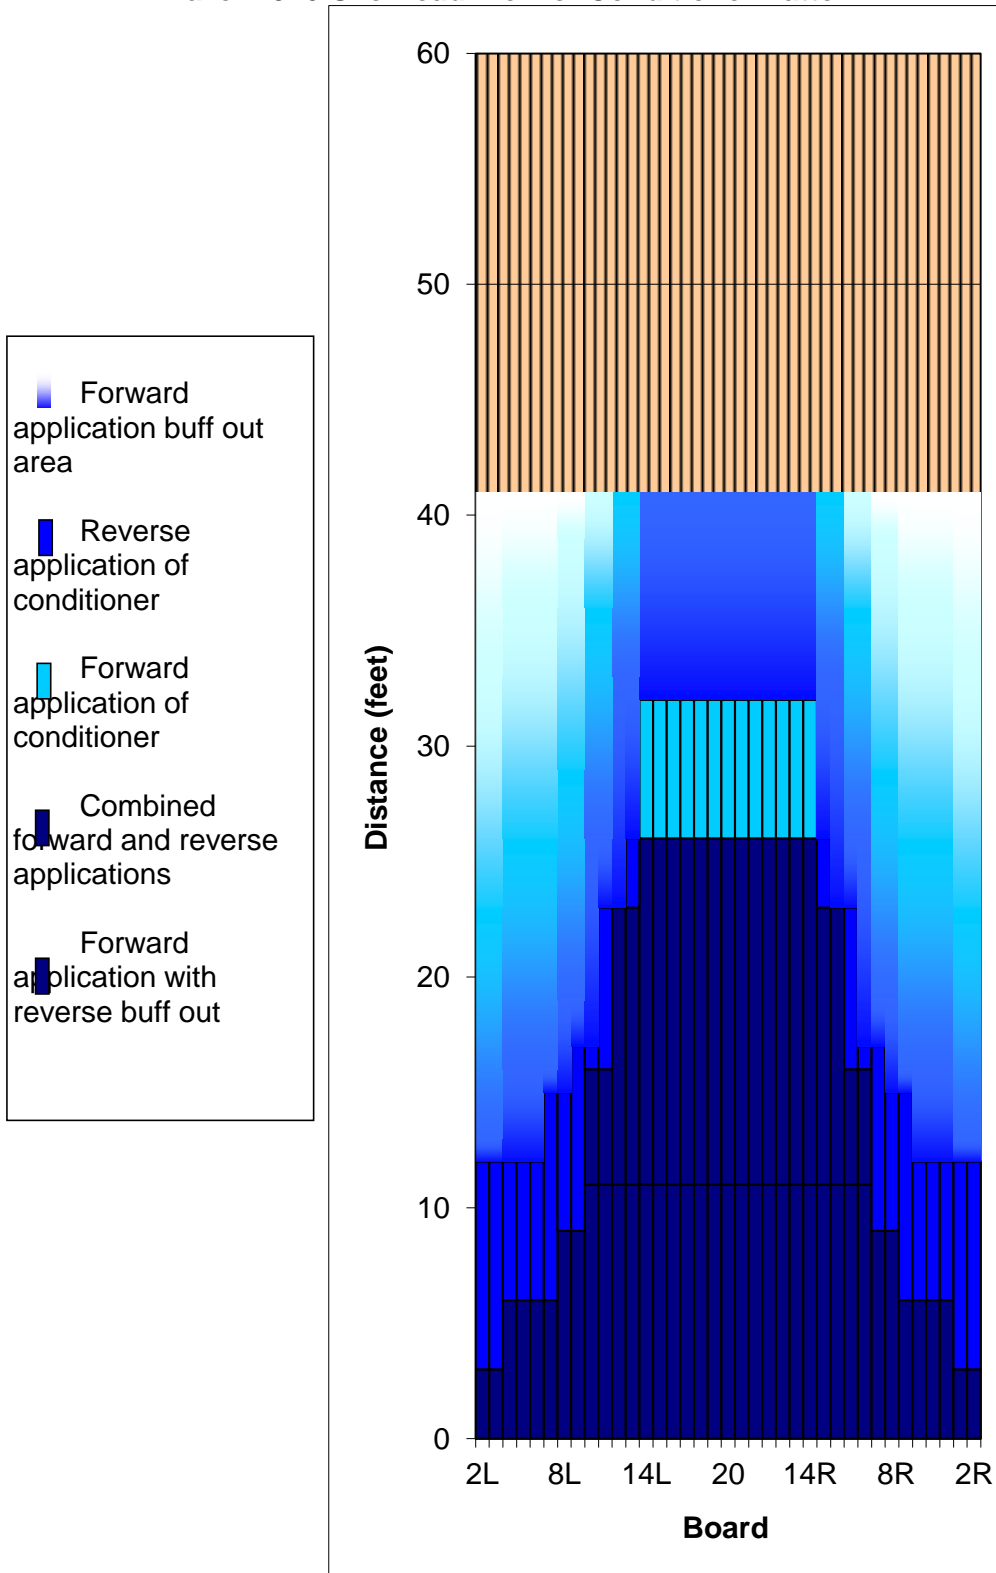 Forward
application buff out
area
Reverse
application of
conditioner
Forward
application of
conditioner
Combined
forward and reverse
applications
Forward
application with
reverse buff out
60
50
40
30
20
10
0
Distance (feet)
2L 8L 14L 20 14R 8R 2R
Board